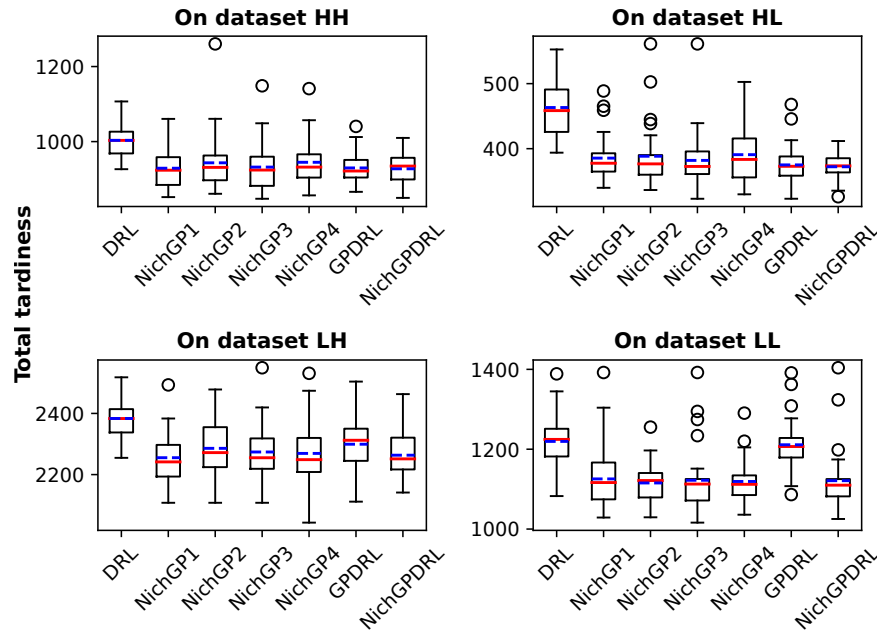 On dataset HH
1200
1000
DRL
NichGP1
NichGP2
NichGP3
NichGP4
GPDRL
NichGPDRL
On dataset HL
500
400
DRL
NichGP1
NichGP2
NichGP3
NichGP4
GPDRL
NichGPDRL
Total tardiness
On dataset LH
2400
2200
DRL
NichGP1
NichGP2
NichGP3
NichGP4
GPDRL
NichGPDRL
On dataset LL
1400
1200
1000
DRL
NichGP1
NichGP2
NichGP3
NichGP4
GPDRL
NichGPDRL